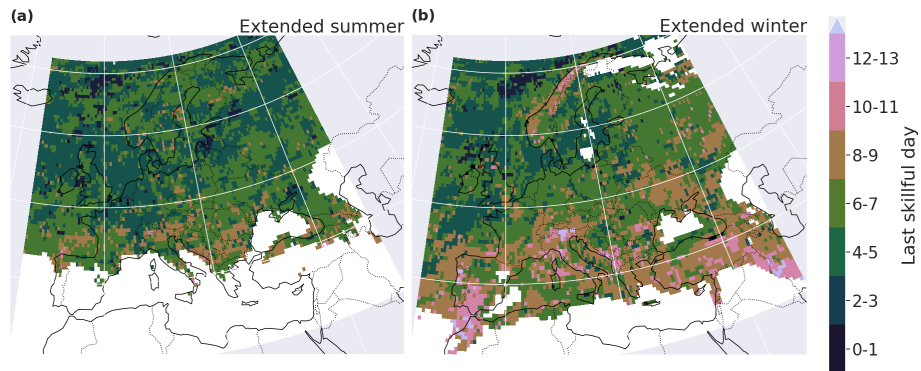 (a)
Extended summer
(b)
Extended winter
12-13
10-11
8-9
6-7
4-5
2-3
0-1
Last skillful day